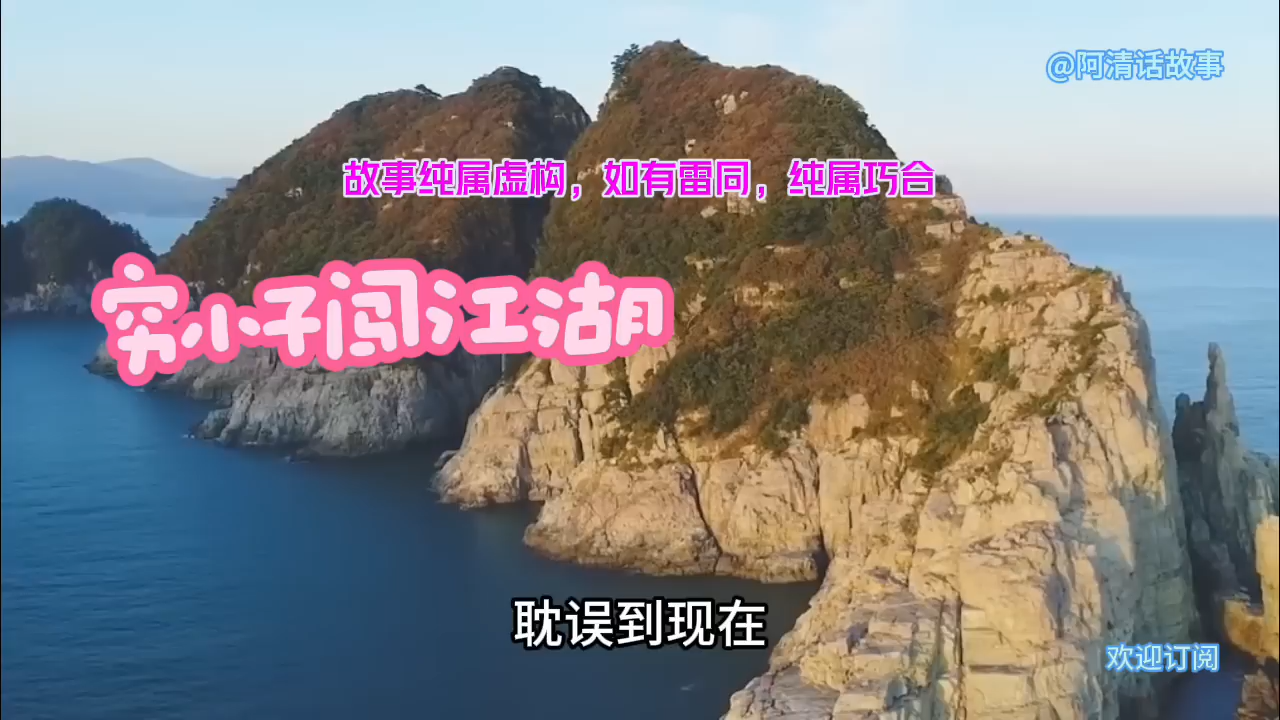 @阿清话故事
故事纯属虚构，如有雷同，纯属巧合
穷小子闯江湖
耽误到现在
欢迎订阅